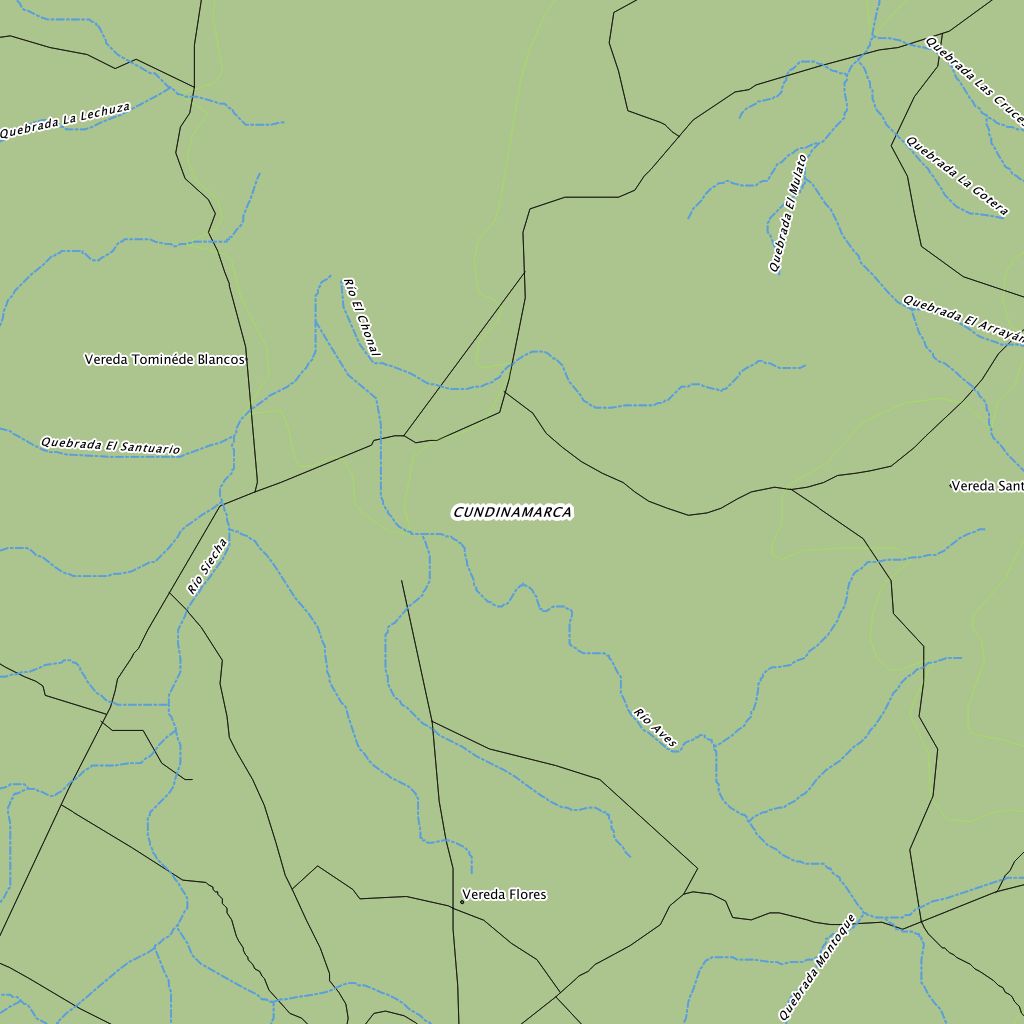 Quebrada Las Cruces
Quebrada La Lechuza
Quebrada La Gotera
Quebrada El Mulato
Río El Chonal
Quebrada El Arrayán
Vereda Tominéde Blancos
Quebrada El Santuario
Vereda Sant
CUNDINAMARCA
Río Siecha
Río Aves
Vereda Flores
Quebrada Montoque